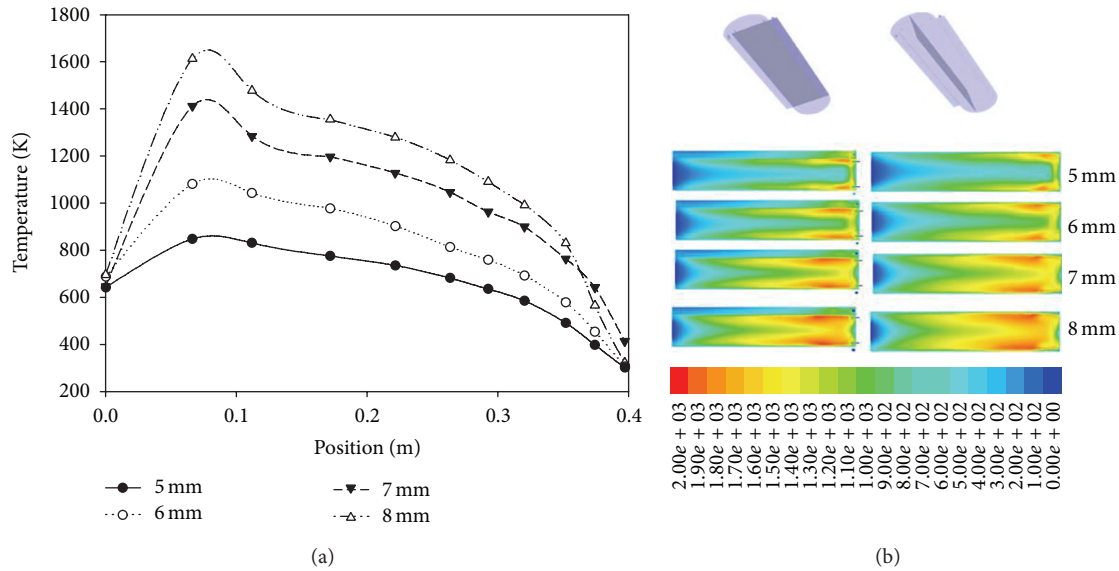 1800
1600
1400
1200
1000
800
600
400
200
Temperature (K)
0.0
0.1
0.2
0.3
0.4
Position (m)
5 mm
6 mm
7 mm
8 mm
(a)
5 mm
6 mm
7 mm
8 mm
2.00e + 03
1.90e + 03
1.80e + 03
1.70e + 03
1.60e + 03
1.50e + 03
1.40e + 03
1.30e + 03
1.20e + 03
1.10e + 03
9.00e + 02
8.00e + 02
7.00e + 02
6.00e + 02
5.00e + 02
4.00e + 02
3.00e + 02
2.00e + 02
1.00e + 02
0.00e + 00
(b)